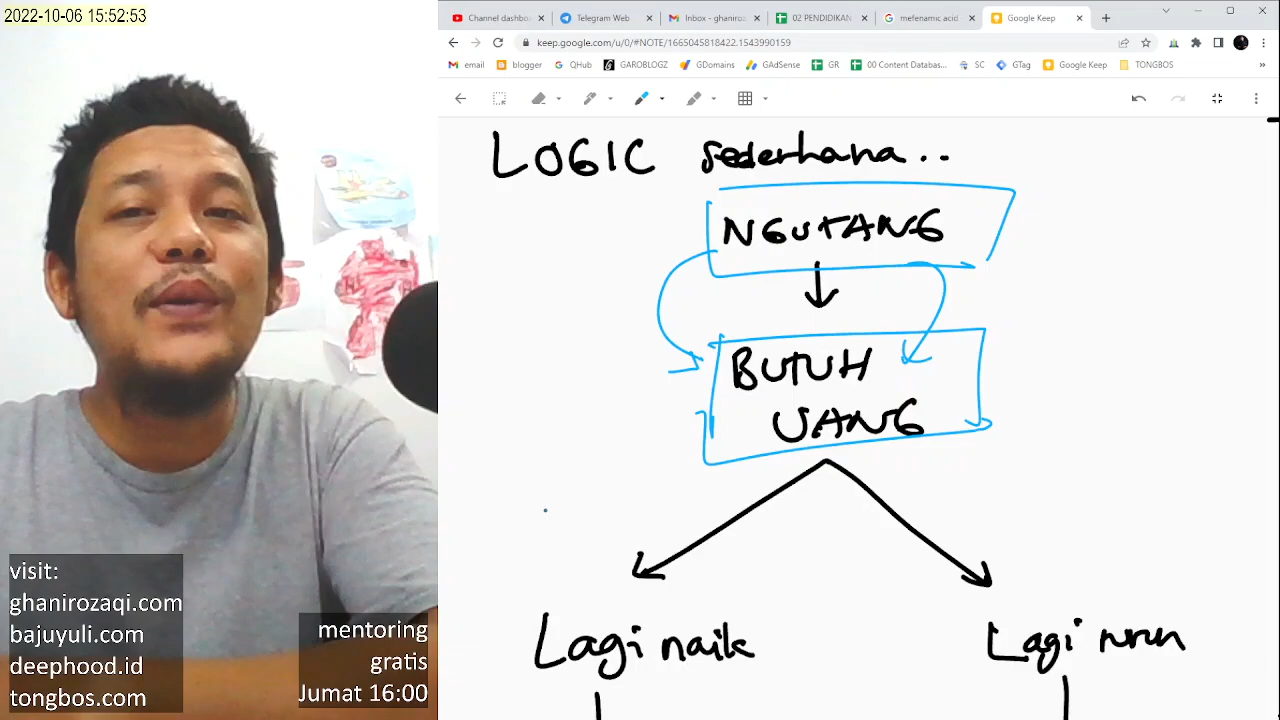 2022-10-06 15:52:53
visit:
ghanirozaqi.com
bajuyuli.com
deephood.id
tongbos.com
mentoring
gratis
Jumat 16:00
Channel dashbo
Telegram Web
Inbox - ghaniroz
02 PENDIDIKAN
mefenamic acid
Google Keep
keep.google.com/u/0/#NOTE/1665045818422.1543990159
email
blogger
QHub
GAROBLOGZ
GDomains
GAdSense
GR
00 Content Databas...
SC
GTag
Google Keep
TONGBOS
LOGIC sederhana..
NGUTANG
BUTUH
UANG
Lagi naik
Lagi turun